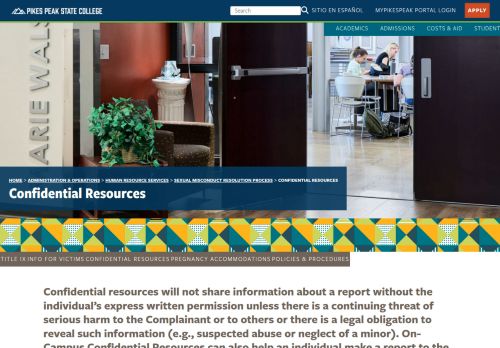 PIKES PEAK STATE COLLEGE
Search
SITIO EN ESPAÑOL
MYPIKESPEAK PORTAL LOGIN
APPLY
ACADEMICS
ADMISSIONS
COSTS & AID
STUDENT
ARIE WAL
HOME > ADMINISTRATION & OPERATIONS > HUMAN RESOURCE SERVICES > SEXUAL MISCONDUCT RESOLUTION PROCESS > CONFIDENTIAL RESOURCES
Confidential Resources
TITLE IX INFO FOR VICTIMS CONFIDENTIAL RESOURCES PREGNANCY ACCOMMODATIONS POLICIES & PROCEDURES
Confidential resources will not share information about a report without the
individual's express written permission unless there is a continuing threat of
serious harm to the Complainant or to others or there is a legal obligation to
reveal such information (e.g., suspected abuse or neglect of a minor). On-
Campus Confidential Resources can also help an individual make a report to the